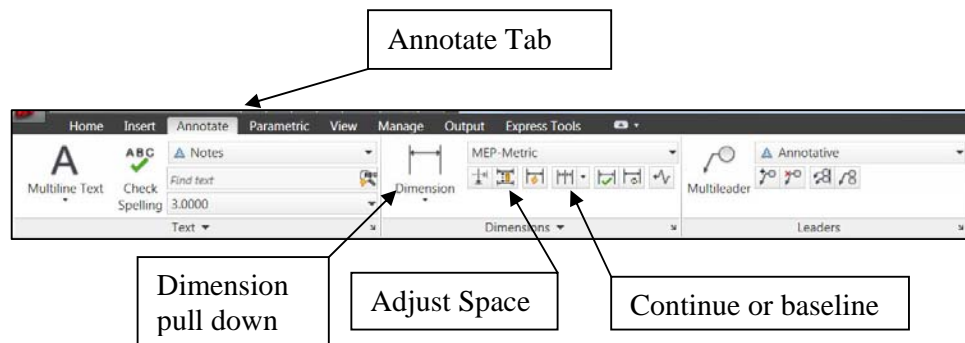 Annotate Tab
Home Insert Annotate Parametric View Manage Output Express Tools
A
Multiline Text
ABC
Check
Spelling
Notes
Find text
3.0000
Text
Dimension
MEP-Metric
Dimensions
Multileader
Annotative
Leaders
Dimension
pull down
Adjust Space
Continue or baseline